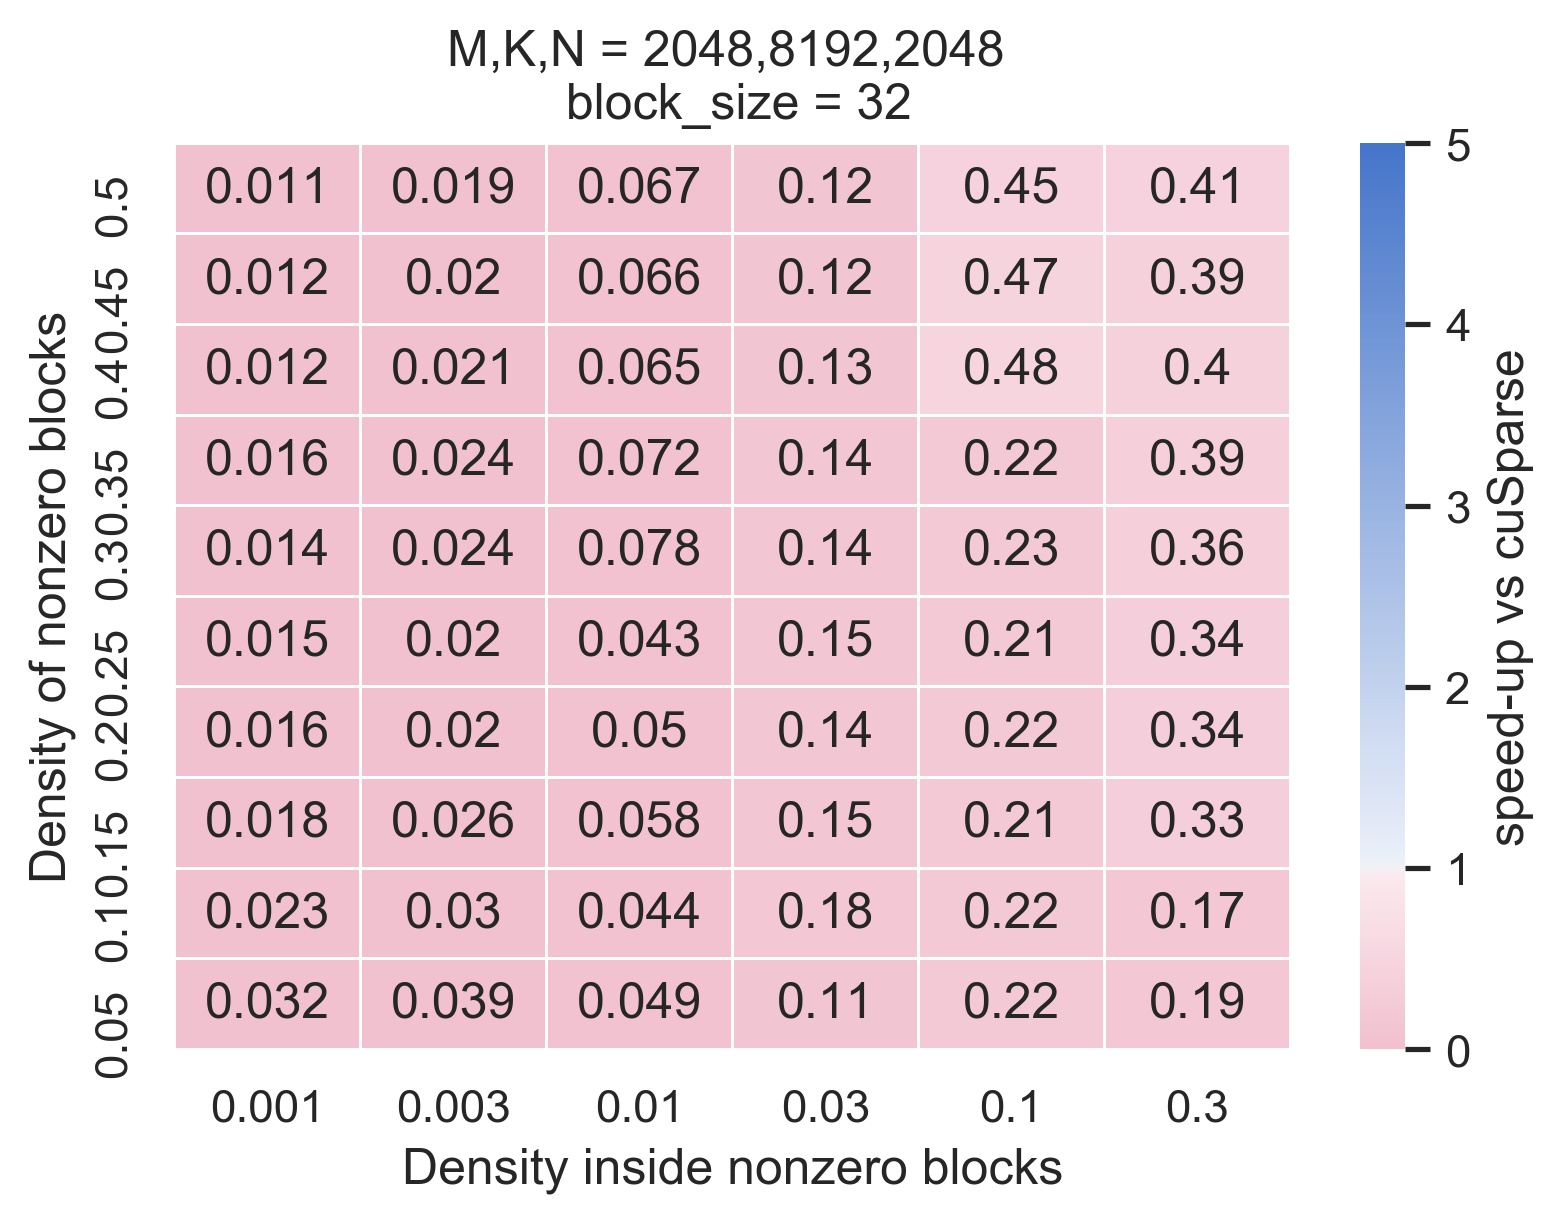 M,K,N = 2048,8192,2048
block_size = 32
Density of nonzero blocks
0.5 0.011 0.019 0.067 0.12 0.45 0.41
0.45 0.012 0.02 0.066 0.12 0.47 0.39
0.4 0.012 0.021 0.065 0.13 0.48 0.4
0.35 0.016 0.024 0.072 0.14 0.22 0.39
0.3 0.014 0.024 0.078 0.14 0.23 0.36
0.25 0.015 0.02 0.043 0.15 0.21 0.34
0.2 0.016 0.02 0.05 0.14 0.22 0.34
0.15 0.018 0.026 0.058 0.15 0.21 0.33
0.1 0.023 0.03 0.044 0.18 0.22 0.17
0.05 0.032 0.039 0.049 0.11 0.22 0.19
0.001 0.003 0.01 0.03 0.1 0.3
Density inside nonzero blocks
5
4
3
2
1
0
speed-up vs cuSparse